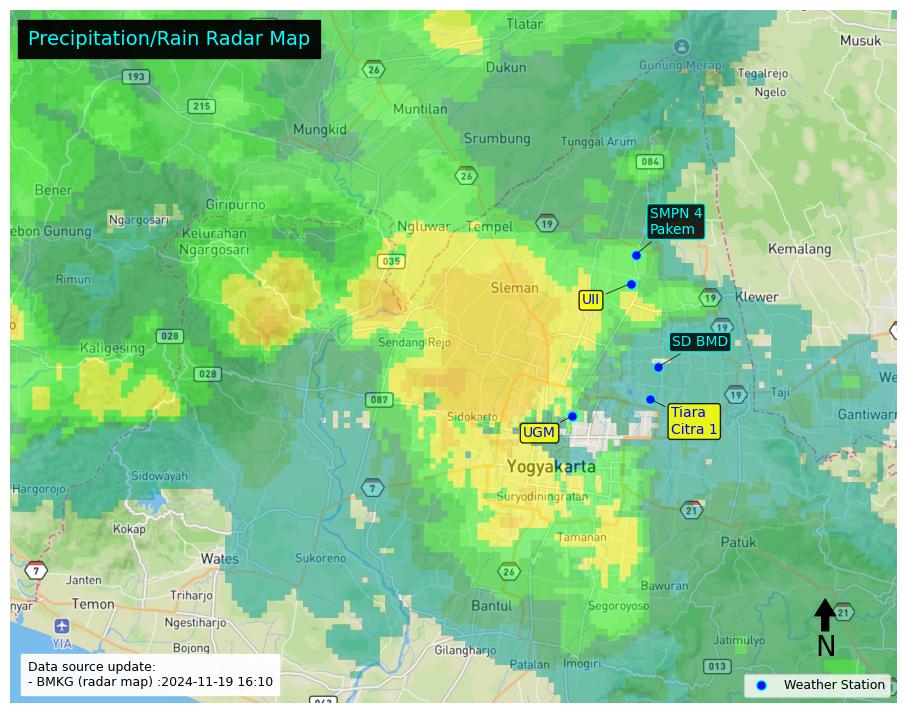 Precipitation/Rain Radar Map
Tlatar
Musuk
26
Dukun
Gunung Merapi
Tegalrejo
193
Ngelo
215
Muntilan
Mungkid
Srumbung
Tunggal Arum
084
26
Bener
Giripurno
SMPN 4
Pakem
Ngargosari
Ngluwar
Tempel
19
ebon Gunung
Kelurahan
Ngargosari
Kemalang
035
Rimun
Sleman
UII
19
Klewer
19
028
Sendang Rejo
SD BMD
Kaligesing
028
We
087
19
Taji
Tiara
Citra 1
Sidokarto
Gantiwarn
UGM
Yogyakarta
Sidowayah
Hargorojo
7
Suryodiningratan
21
Kokap
Tamanan
Patuk
Wates
Sukoreno
7
26
Janten
Bawuran
Triharjo
nyar
Temon
Bantul
Segoroyoso
21
Ngestiharjo
YIA
N
Jatimulyo
Bojong
Gilangharjo
Patalan
Imogiri
013
Data source update:
- BMKG (radar map) :2024-11-19 16:10
Weather Station